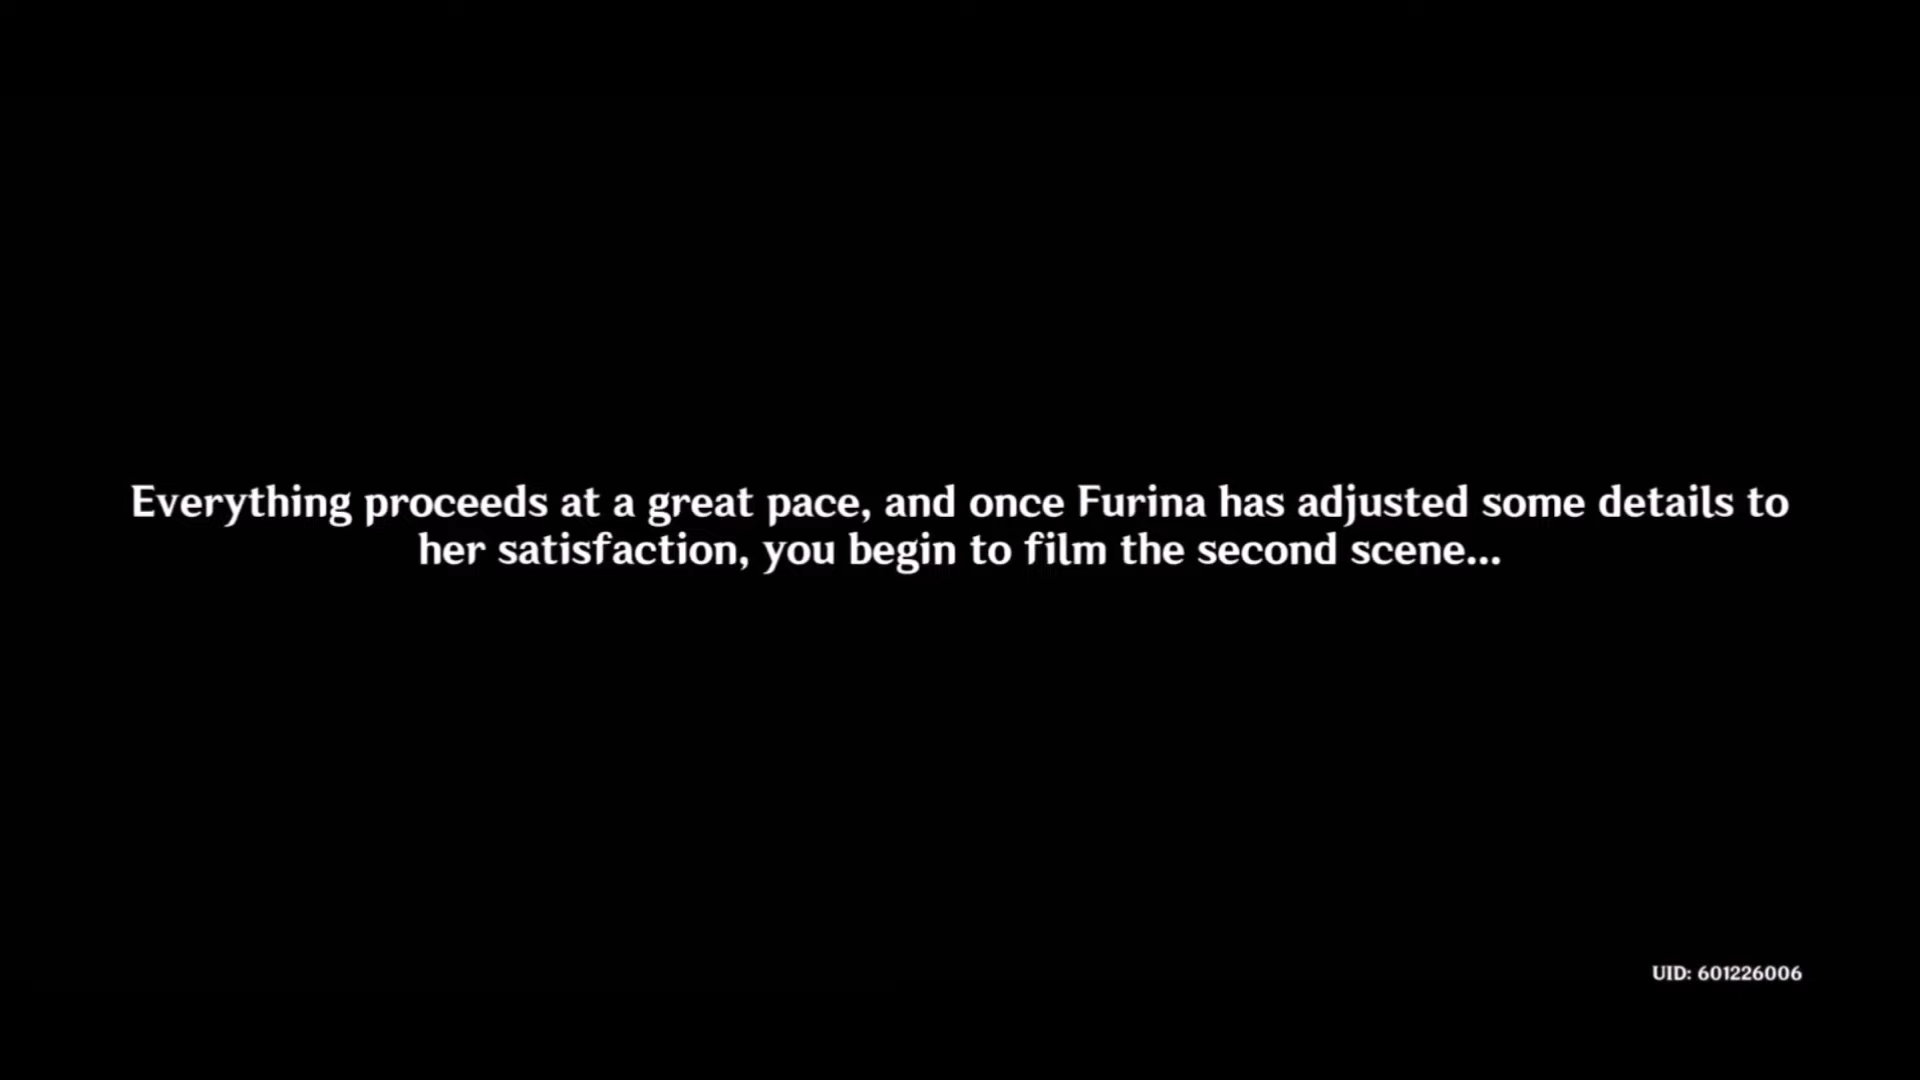 Everything proceeds at a great pace, and once Furina has adjusted some details to
her satisfaction, you begin to film the second scene...
UID: 601226006